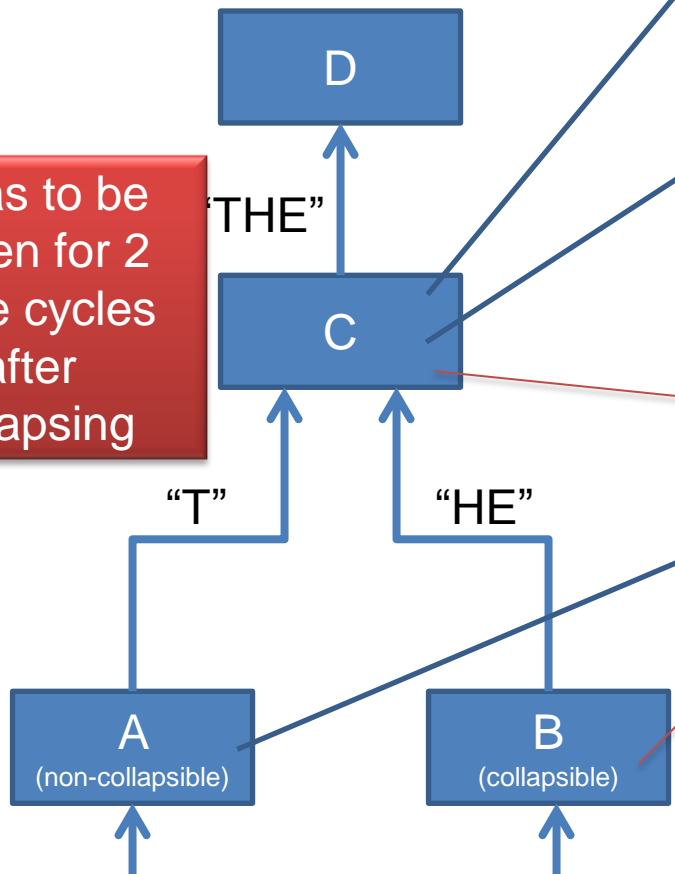 D
as to be
“THE”
en for 2
e cycles
after
apsing
C
“T”
“HE”
A
(non-collapsible)
B
(collapsible)